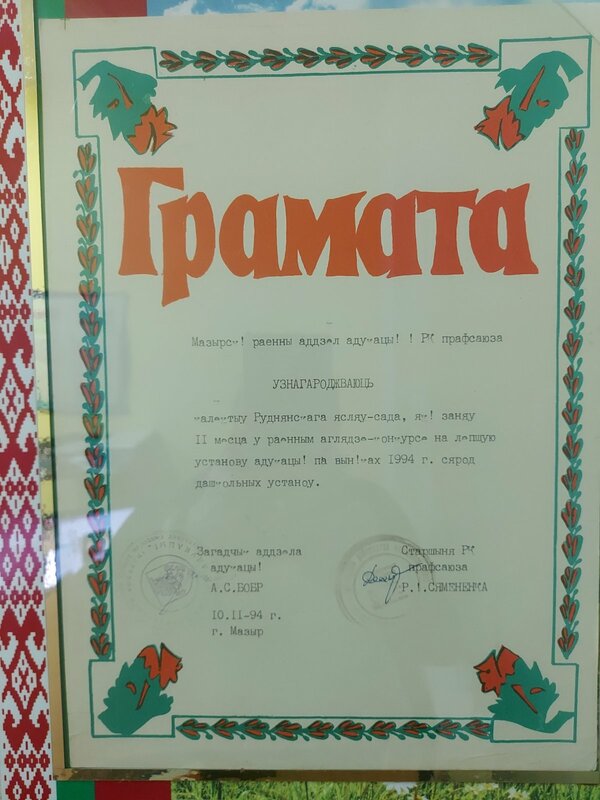 Грамата
Мазырск! раенны аддзел адукацы! ! РК прафсаюза
УЗНАГАРОДЖВАЮЦЬ
калектыу Руднянскага ясляу-сада, як! заняу
II месца у раенным аглядзе-конкурсе на лепшую
установу адукацы! па вын!ках 1994 г. сярод
дашкольных устаноу.
Загадчык аддзела
адукацы!
А.С.БОБР
Старшыня РК
прафсаюза
Р.!.СЯМЕНЕНКА
10.11-94 г.
г. Мазыр